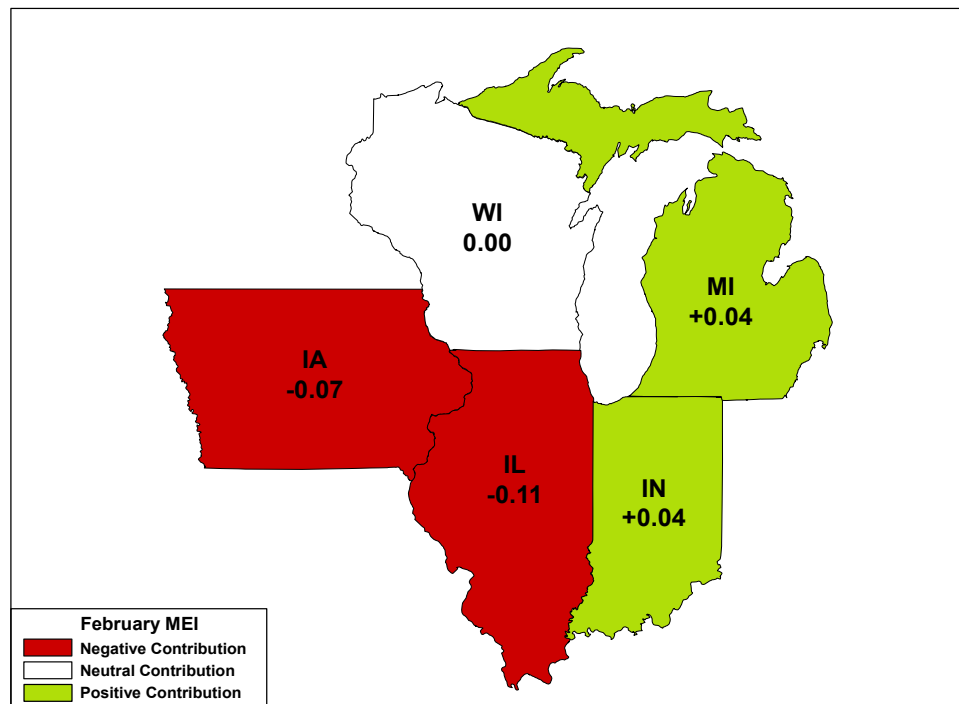 WI
0.00
MI
+0.04
IA
-0.07
IL
-0.11
IN
+0.04
February MEI
Negative Contribution
Neutral Contribution
Positive Contribution